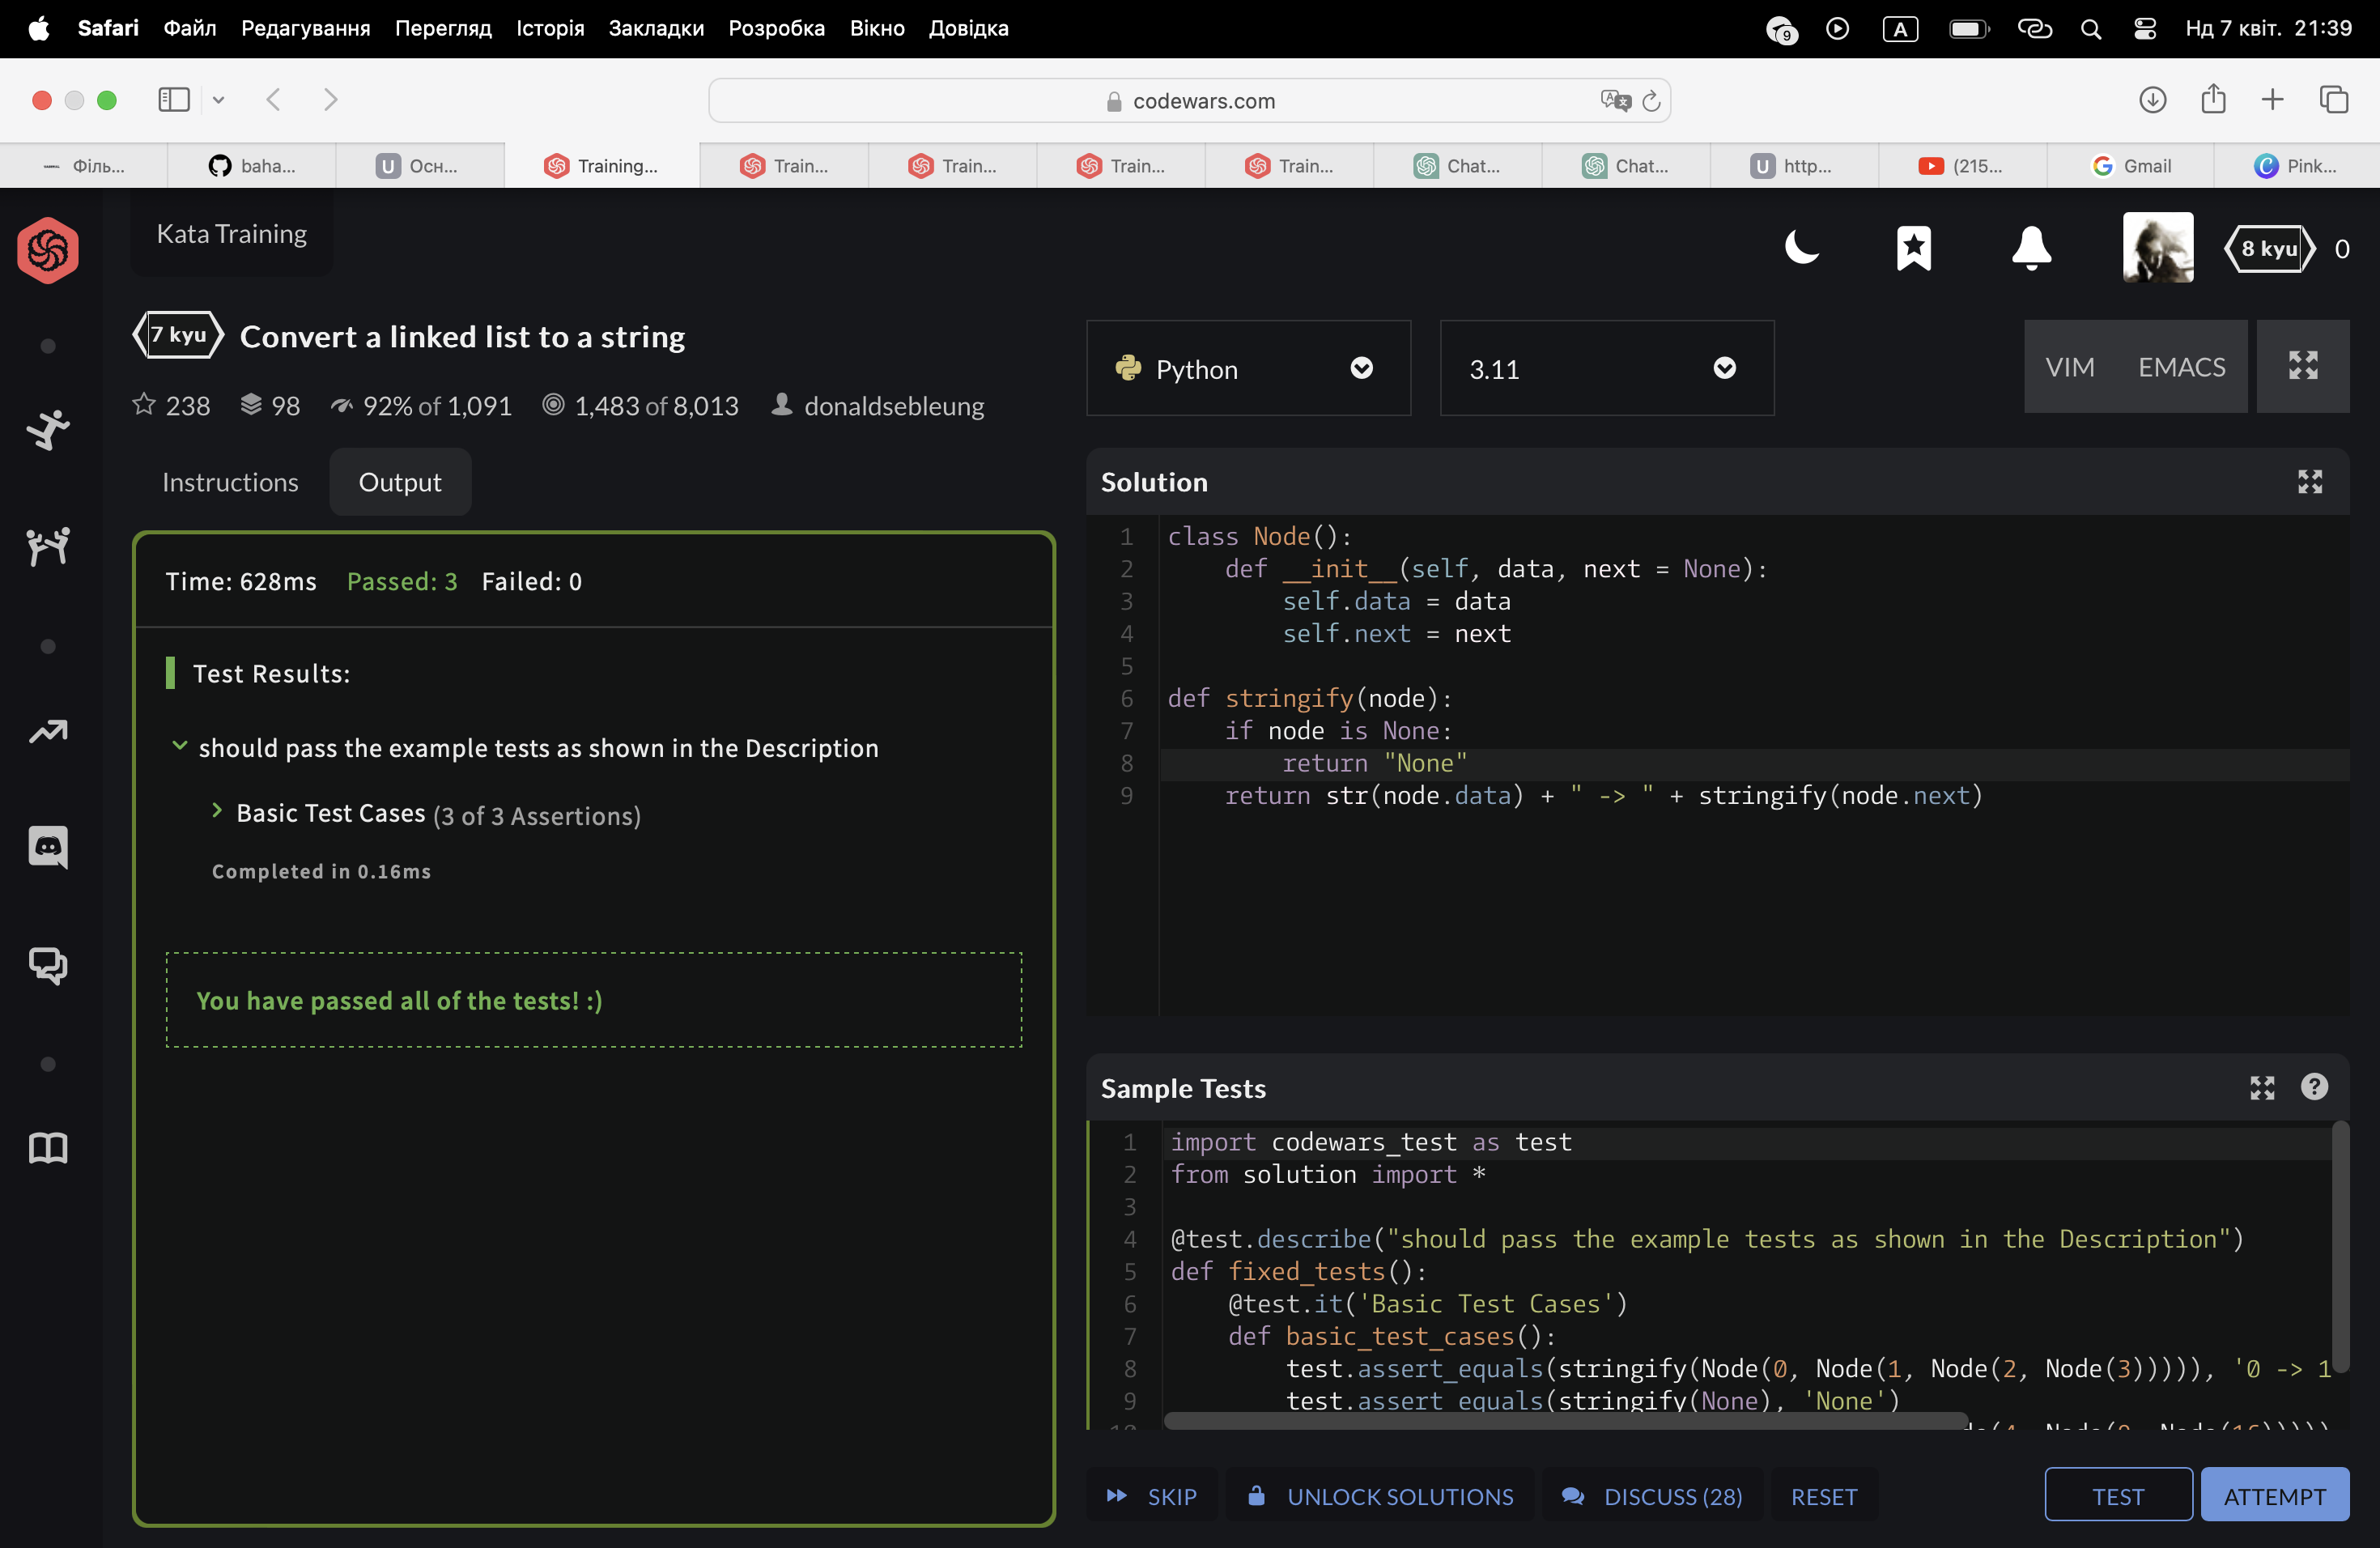 Safari Файл Редагування Перегляд Історія Закладки Розробка Вікно Довідка 9 A Нд 7 квіт. 21:39
codewars.com
Філь... baha... U Осн... Training... Train... Train... Train... Train... Chat... Chat... U http... (215... Gmail Pink...
Kata Training
8 kyu 0
7 kyu Convert a linked list to a string
238 98 92% of 1,091 1,483 of 8,013 donaldsebleung
Python 3.11 VIM EMACS
Instructions Output
Time: 628ms Passed: 3 Failed: 0
Test Results:
should pass the example tests as shown in the Description
Basic Test Cases (3 of 3 Assertions)
Completed in 0.16ms
You have passed all of the tests! :)
Solution
1 class Node():
2 def __init__(self, data, next = None):
3 self.data = data
4 self.next = next
5
6 def stringify(node):
7 if node is None:
8 return "None"
9 return str(node.data) + " -> " + stringify(node.next)
Sample Tests
1 import codewars_test as test
2 from solution import *
3
4 @test.describe("should pass the example tests as shown in the Description")
5 def fixed_tests():
6 @test.it('Basic Test Cases')
7 def basic_test_cases():
8 test.assert_equals(stringify(Node(0, Node(1, Node(2, Node(3))))), '0 -> 1
9 test.assert_equals(stringify(None), 'None')
SKIP UNLOCK SOLUTIONS DISCUSS (28) RESET TEST ATTEMPT